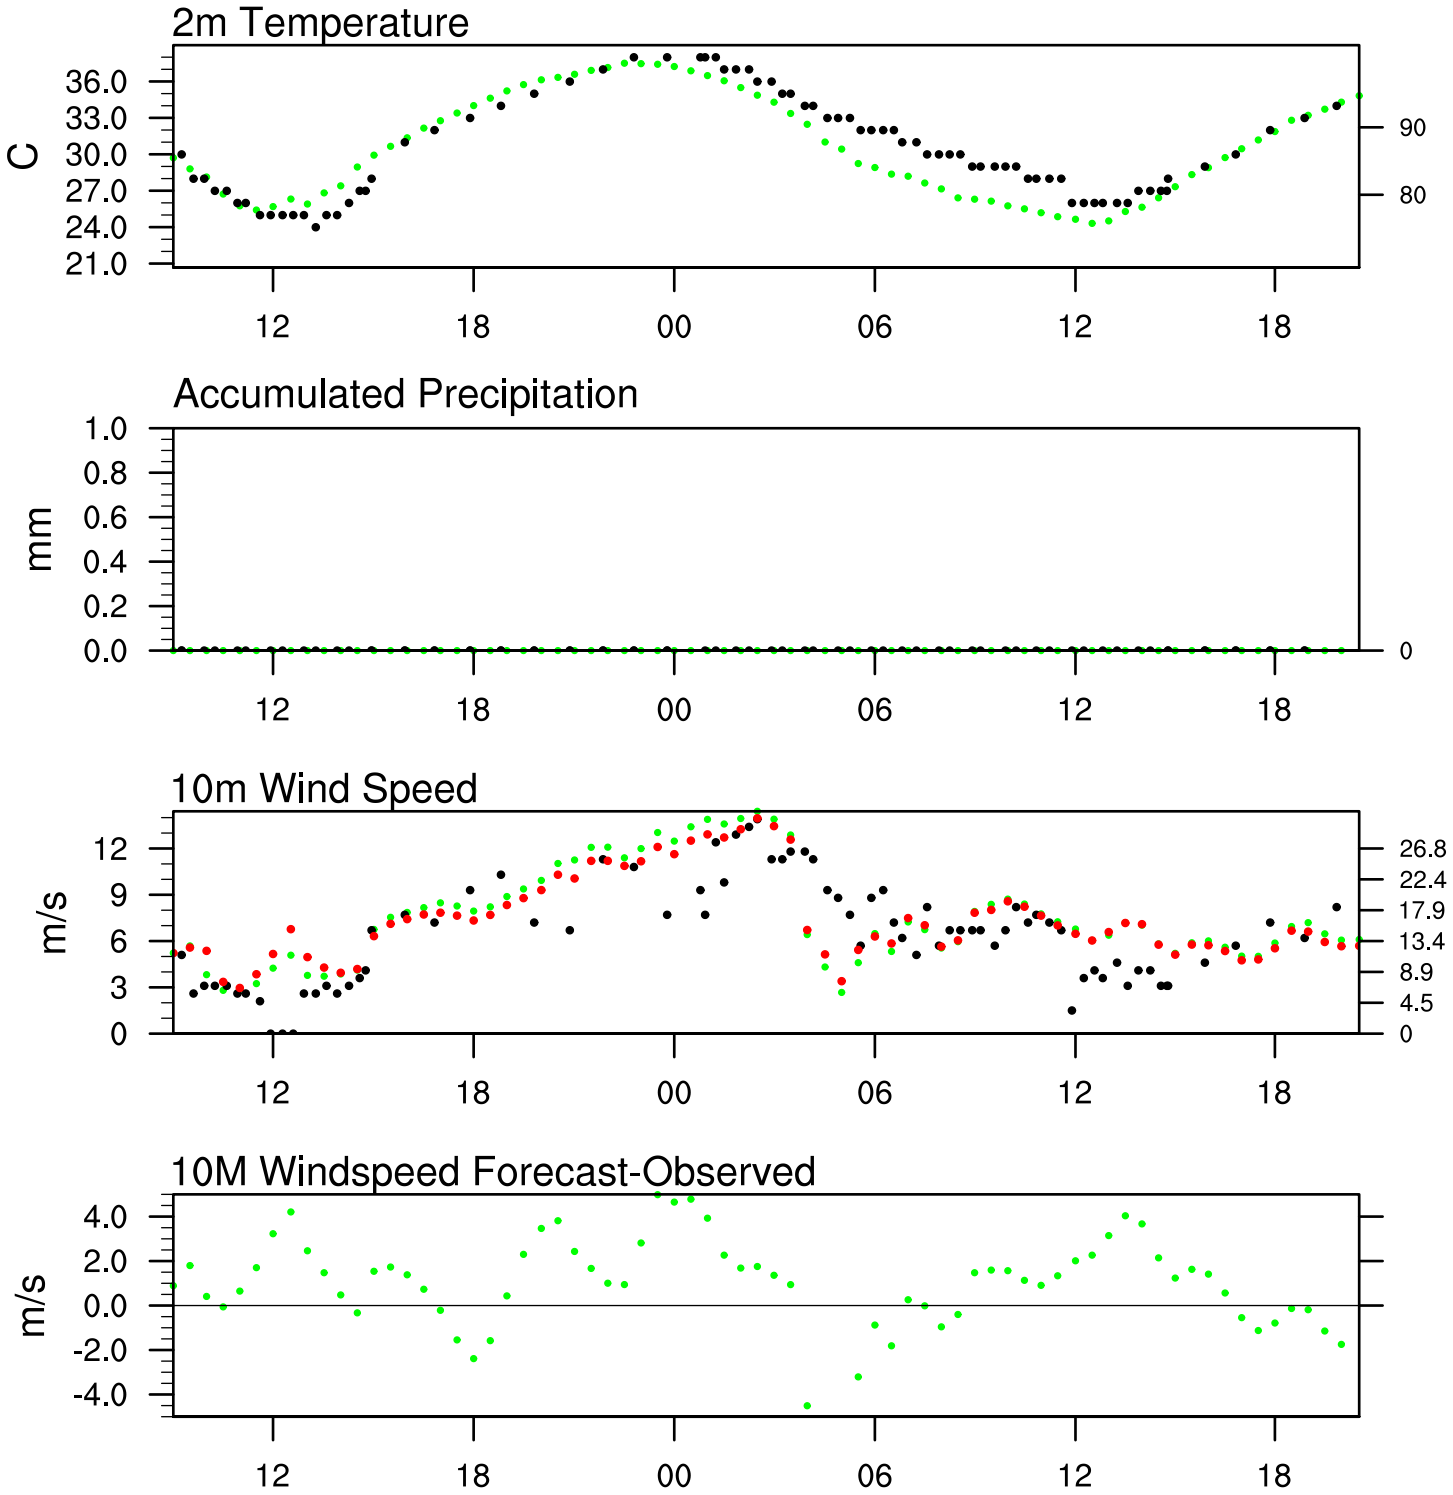 2m Temperature
36.0
33.0
30.0
27.0
24.0
21.0
C
90
80
12 18 00 06 12 18
Accumulated Precipitation
1.0
0.8
0.6
0.4
0.2
0.0
mm
0
12 18 00 06 12 18
10m Wind Speed
12
9
6
3
0
m/s
26.8
22.4
17.9
13.4
8.9
4.5
0
12 18 00 06 12 18
10M Windspeed Forecast-Observed
4.0
2.0
0.0
-2.0
-4.0
m/s
12 18 00 06 12 18